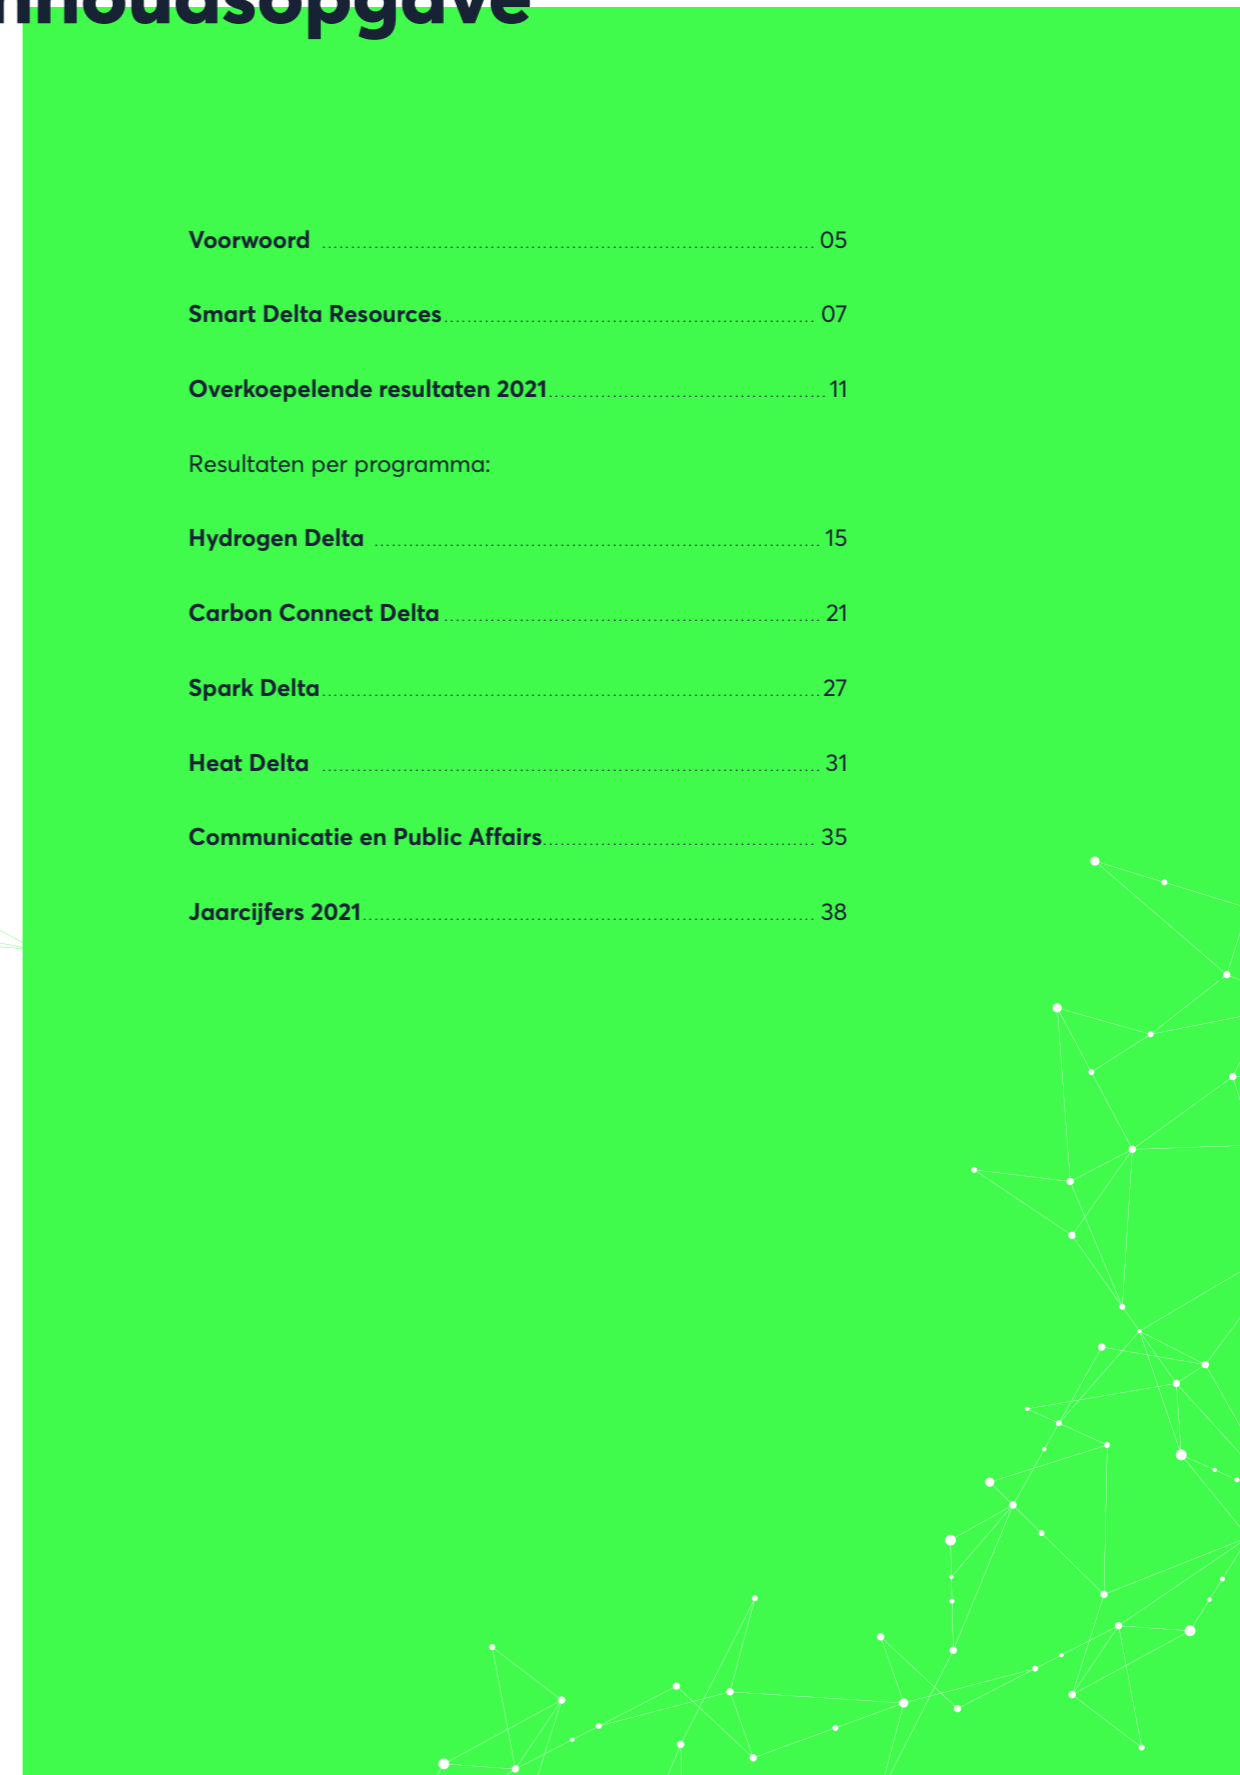 nhoudsopgave
Voorwoord 05
Smart Delta Resources 07
Overkoepelende resultaten 2021 11
Resultaten per programma:
Hydrogen Delta 15
Carbon Connect Delta 21
Spark Delta 27
Heat Delta 31
Communicatie en Public Affairs 35
Jaarcijfers 2021 38